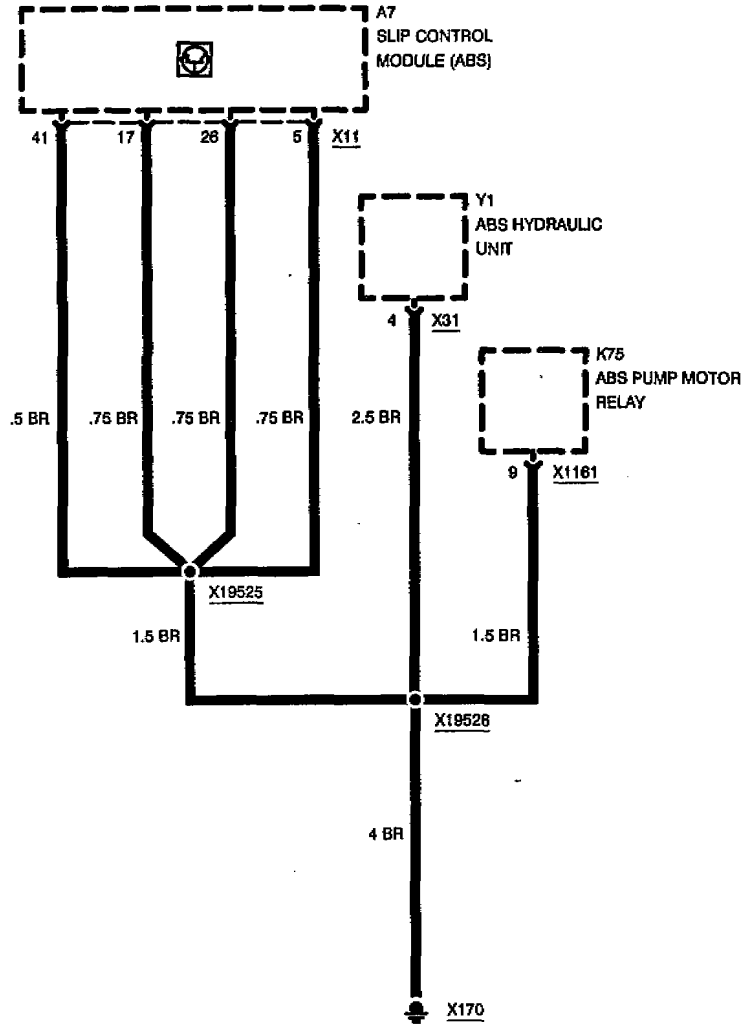 A7
SLIP CONTROL
MODULE (ABS)
41 17 26 5 X11
Y1
ABS HYDRAULIC
UNIT
4 X31
K75
ABS PUMP MOTOR
RELAY
.5 BR .75 BR .75 BR .75 BR 2.5 BR
9 X1161
X19525
1.5 BR 1.5 BR
X19526
4 BR
X170